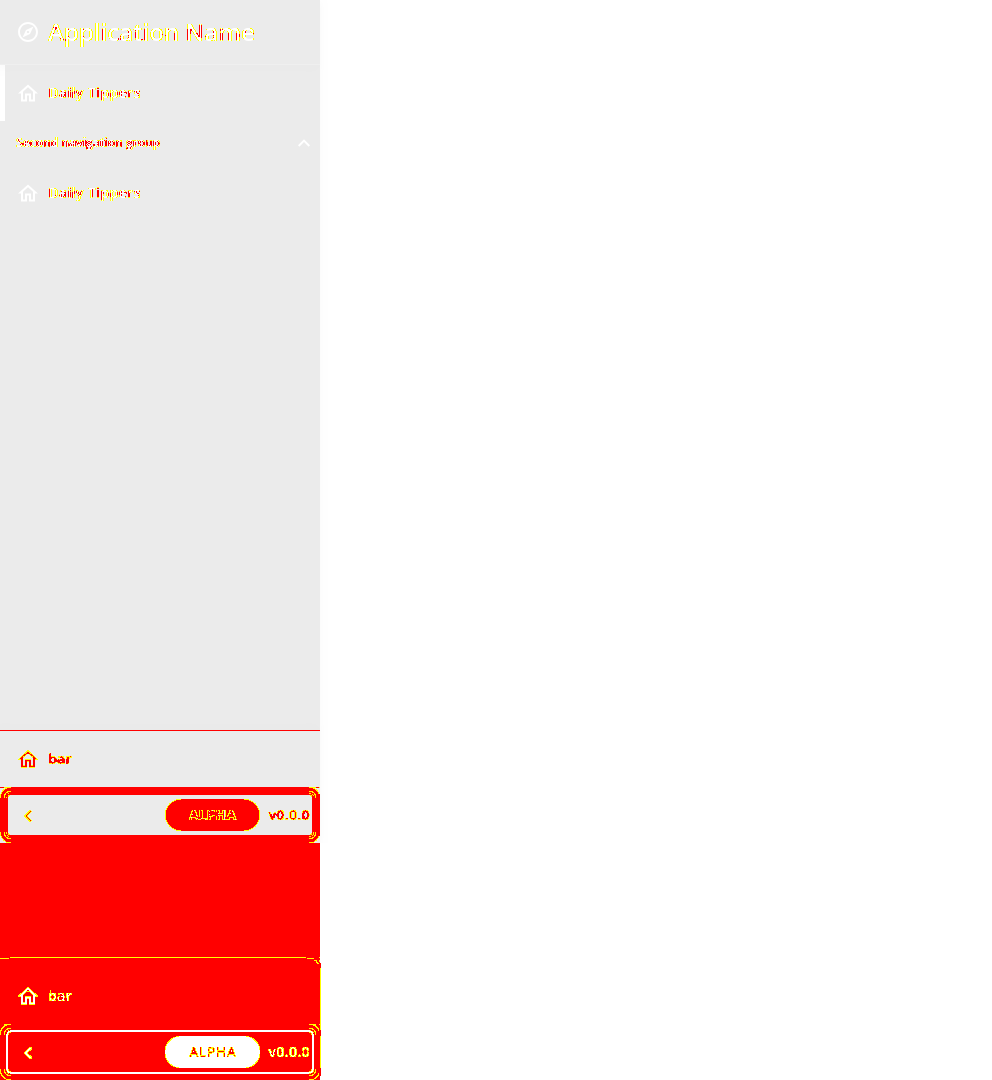 Application Name
Daily Tippers
Second navigation group
Daily Tippers
bar
ALPHA v0.0.0
bar
ALPHA v0.0.0